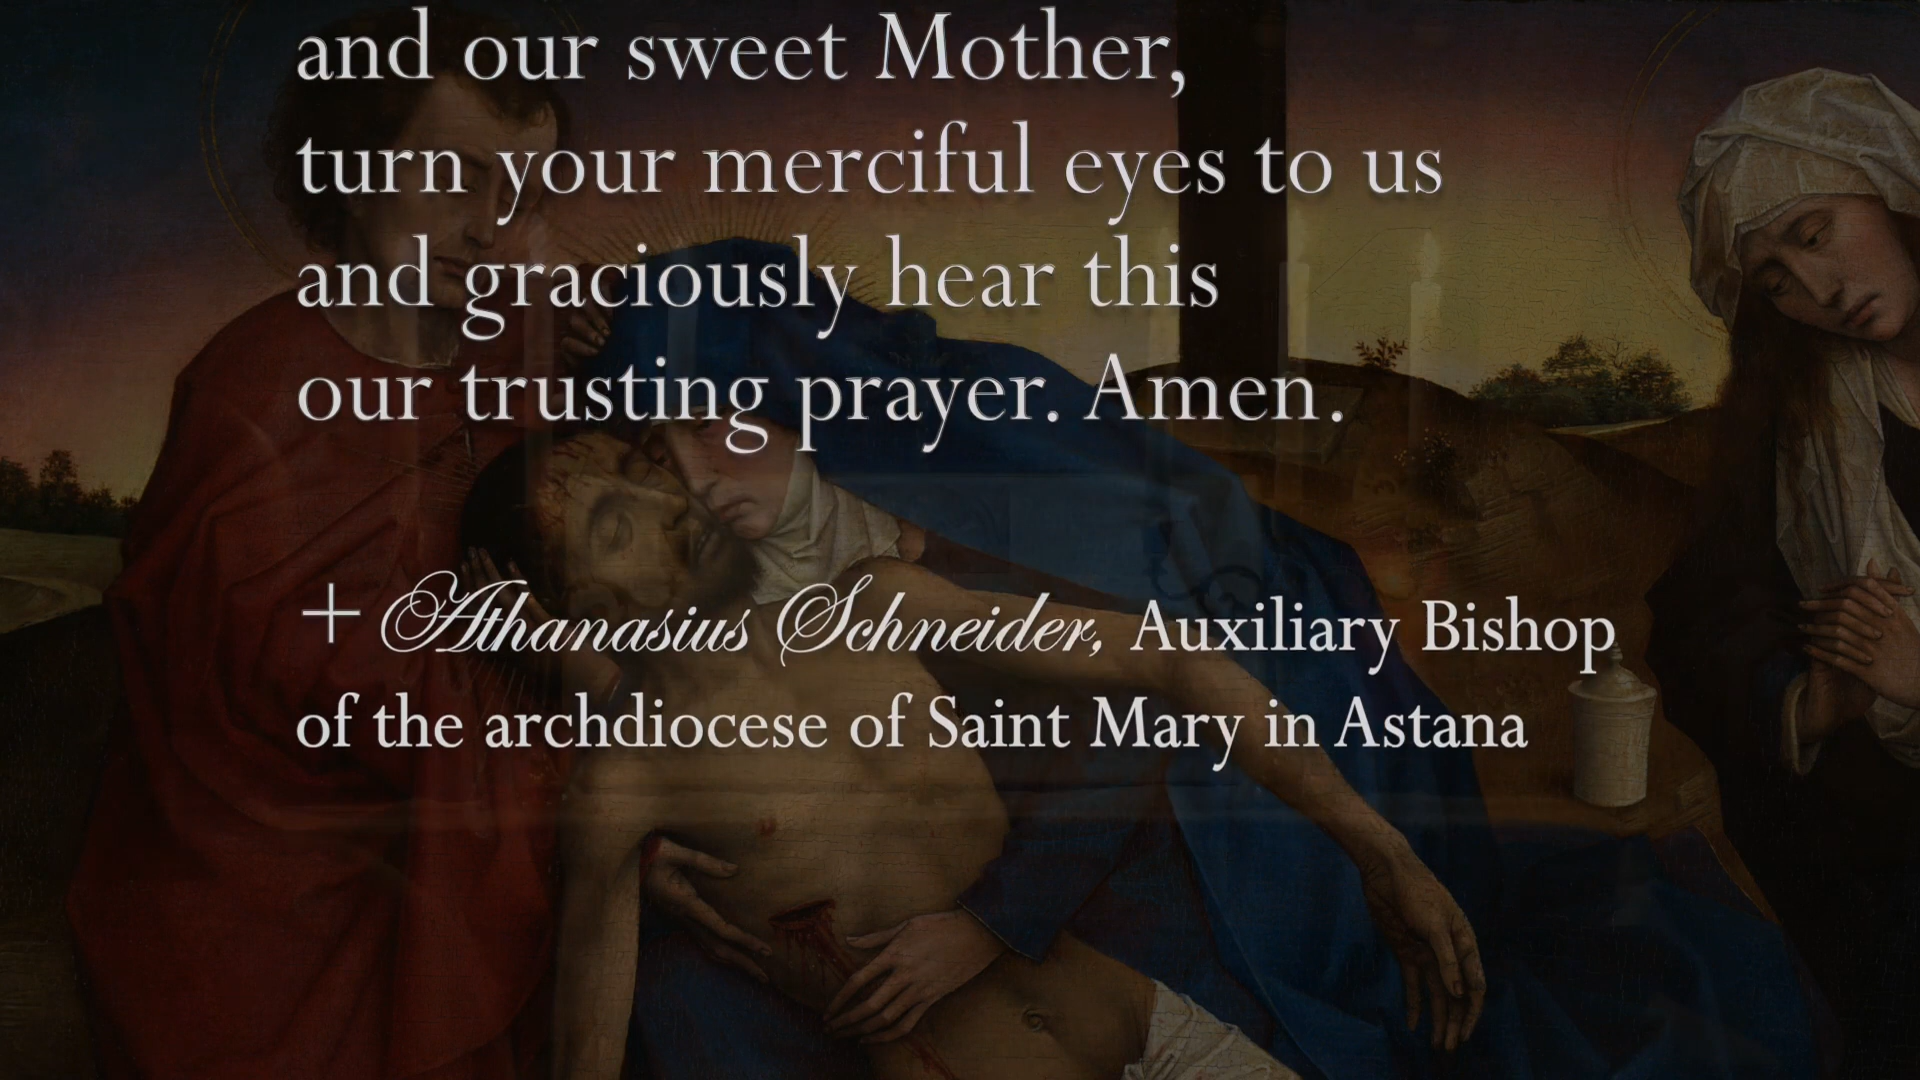 and our sweet Mother,
turn your merciful eyes to us
and graciously hear this
our trusting prayer. Amen.
+ Athanasius Schneider, Auxiliary Bishop
of the archdiocese of Saint Mary in Astana